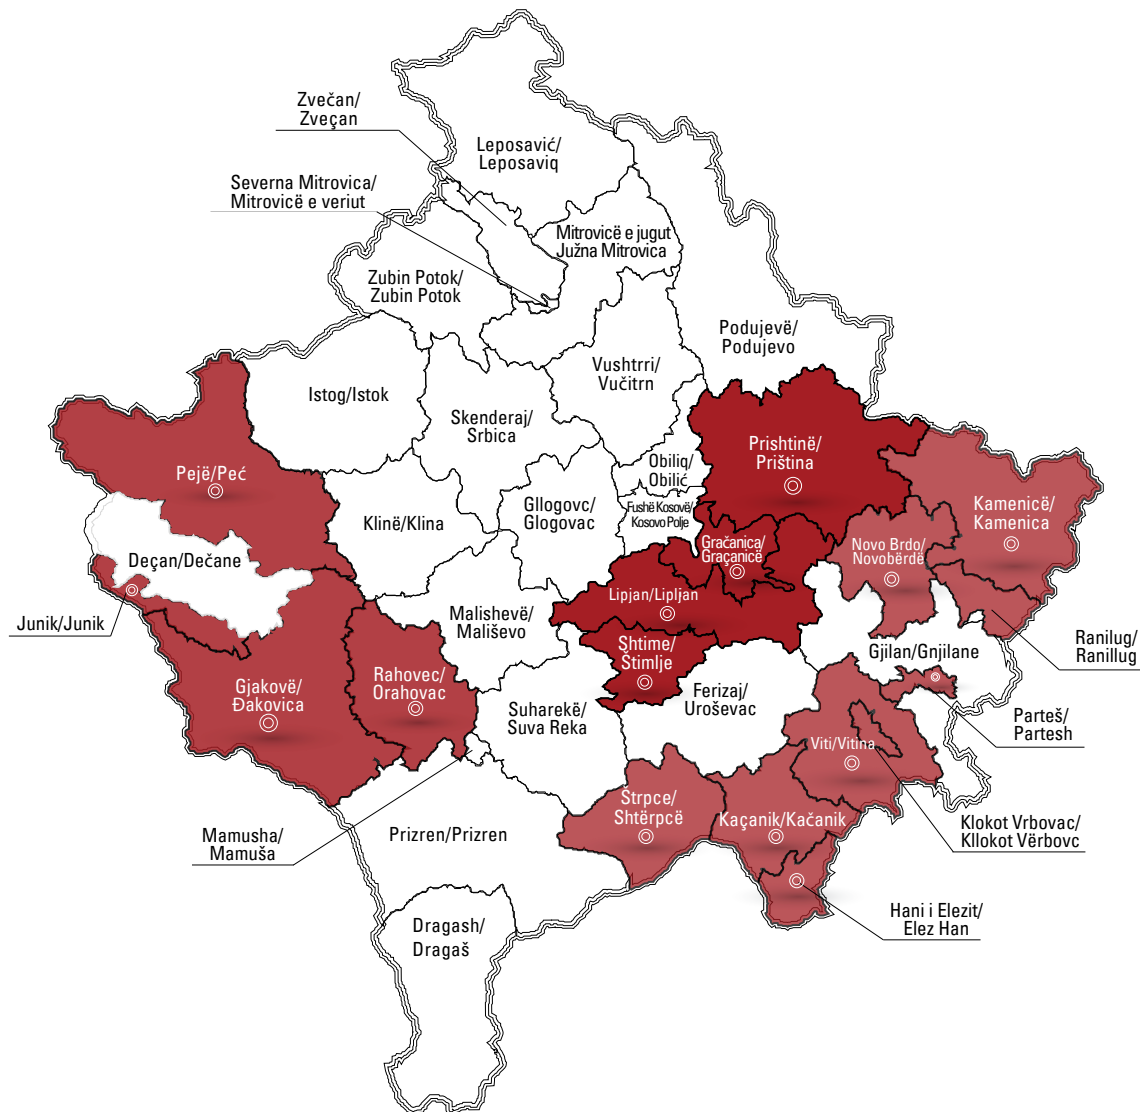 Zvečan/
Zveçan
Leposavić/
Leposaviq
Severna Mitrovica/
Mitrovicë e veriut
Mitrovicë e jugut
Južna Mitrovica
Zubin Potok/
Zubin Potok
Podujevë/
Podujevo
Vushtrri/
Vučitrn
Istog/Istok
Skenderaj/
Srbica
Prishtinë/
Priština
Obiliq/
Obilić
Pejë/Peć
Gllogovc/
Glogovac
Fushë Kosovë/
Kosovo Polje
Kamenicë/
Kamenica
Klinë/Klina
Gračanica/
Graçanicë
Novo Brdo/
Novobërdë
Deçan/Dečane
Lipjan/Lipljan
Junik/Junik
Malishevë/
Mališevo
Shtime/
Štimlje
Ranilug/
Ranillug
Gjilan/Gnjilane
Rahovec/
Orahovac
Gjakovë/
Đakovica
Ferizaj/
Uroševac
Suharekë/
Suva Reka
Parteš/
Partesh
Viti/Vitina
Štrpce/
Shtërpcë
Kaçanik/Kačanik
Klokot Vrbovac/
Kllokot Vërbovc
Mamusha/
Mamuša
Prizren/Prizren
Hani i Elezit/
Elez Han
Dragash/
Dragaš